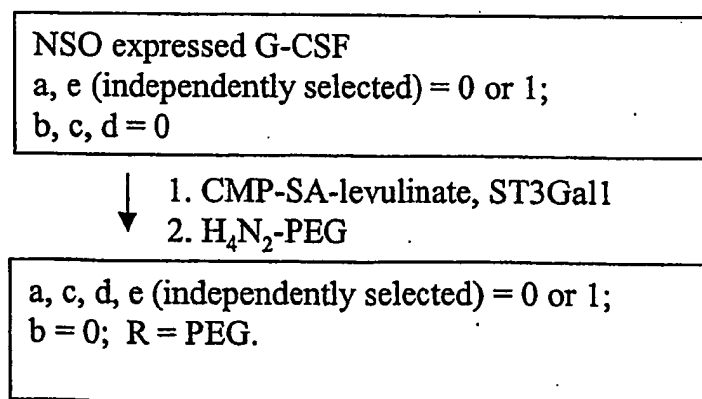 NSO expressed G-CSF
a, e (independently selected) = 0 or 1;
b, c, d = 0
1. CMP-SA-levulinate, ST3Gal1
2. H₄N₂-PEG
a, c, d, e (independently selected) = 0 or 1;
b = 0; R = PEG.